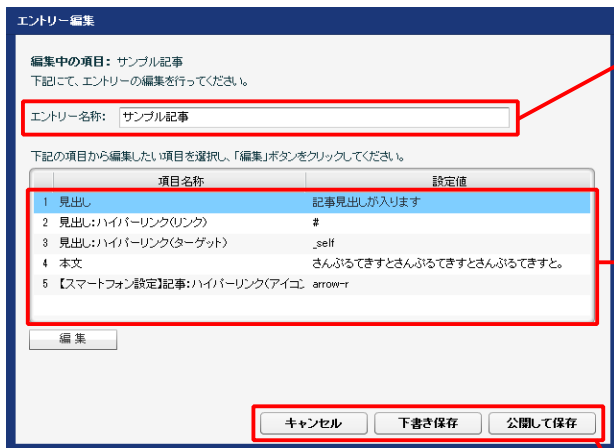 エントリー編集
編集中の項目: サンプル記事
下記にて、エントリーの編集を行ってください。
エントリー名称: サンプル記事
下記の項目から編集したい項目を選択し、「編集」ボタンをクリックしてください。
項目名称 設定値
1 見出し 記事見出しが入ります
2 見出し:ハイパーリンク(リンク) #
3 見出し:ハイパーリンク(ターゲット) _self
4 本文 さんぷるてきすとさんぷるてきすとさんぷるてきすと。
5 【スマートフォン設定】記事:ハイパーリンク(アイコン arrow-r
編集
キャンセル 下書き保存 公開して保存